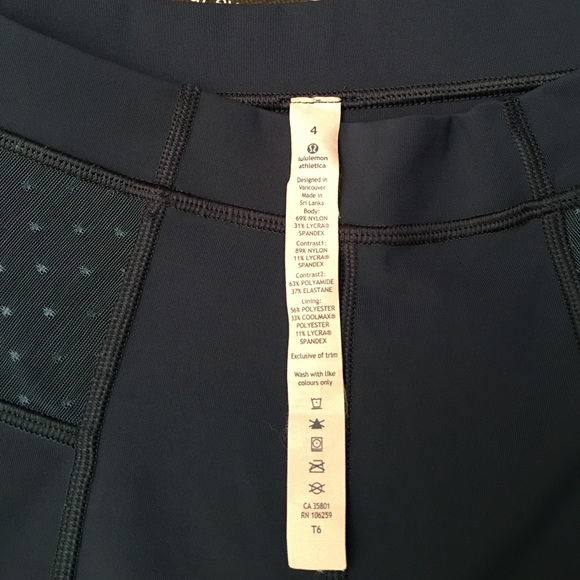 4
lululemon
athletica
Designed in
Vancouver
Made in
Sri Lanka
Body:
69% NYLON
31% LYCRA®
SPANDEX
Contrast1:
89% NYLON
11% LYCRA®
SPANDEX
Contrast2:
63% POLYAMIDE
37% ELASTANE
Lining:
56% POLYESTER
33% COOLMAX®
POLYESTER
11% LYCRA®
SPANDEX
Exclusive of trim
Wash with like
colours only
CA 35801
RN 106259
T6